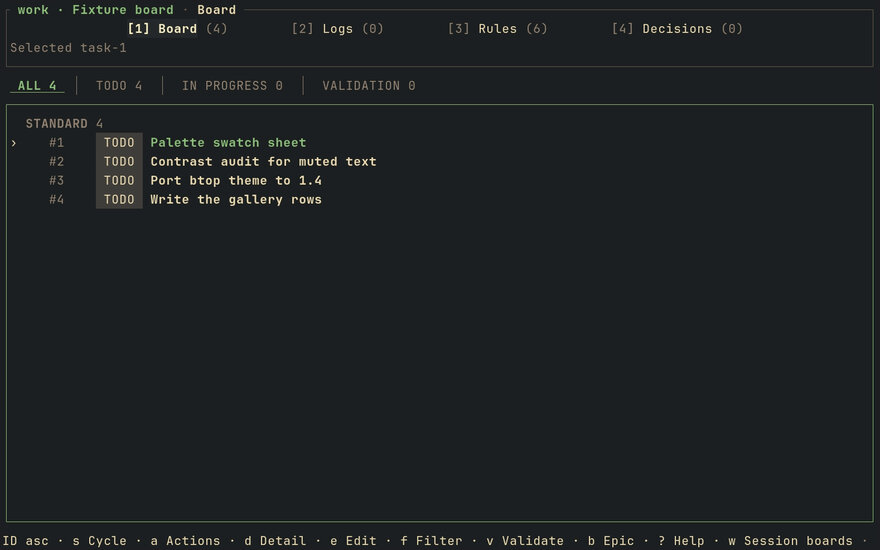 work · Fixture board · Board
[1] Board (4) [2] Logs (0) [3] Rules (6) [4] Decisions (0)
Selected task-1
ALL 4 TODO 4 IN PROGRESS 0 VALIDATION 0
STANDARD 4
› #1 TODO Palette swatch sheet
#2 TODO Contrast audit for muted text
#3 TODO Port btop theme to 1.4
#4 TODO Write the gallery rows
ID asc · s Cycle · a Actions · d Detail · e Edit · f Filter · v Validate · b Epic · ? Help · w Session boards ·